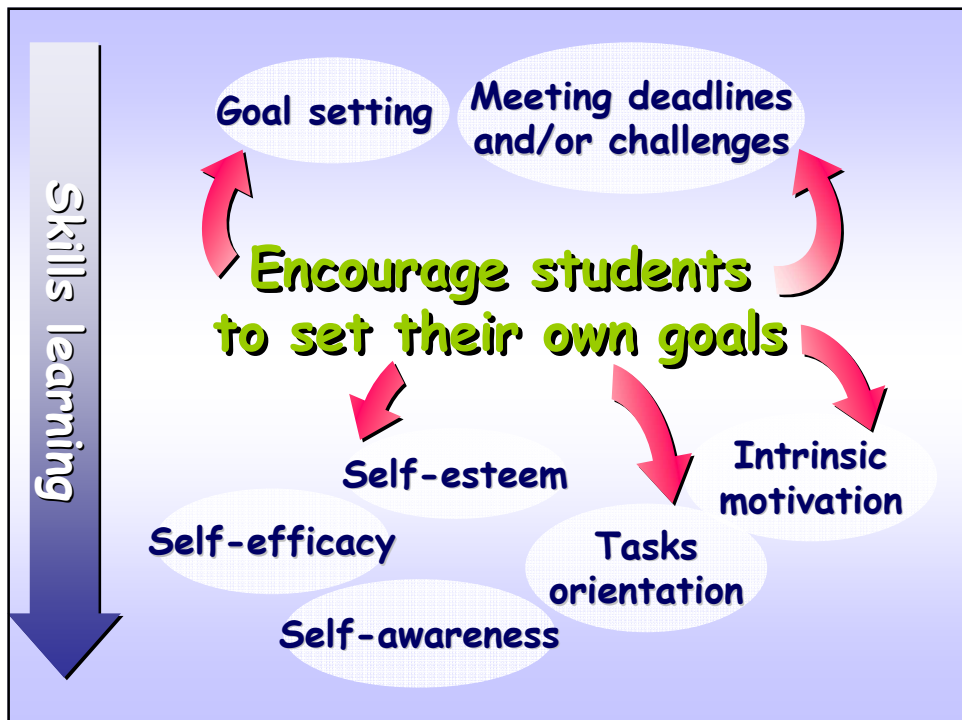 Skills learning
Goal setting
Meeting deadlines
and/or challenges
Encourage students
to set their own goals
Self-esteem
Self-efficacy
Self-awareness
Tasks
orientation
Intrinsic
motivation